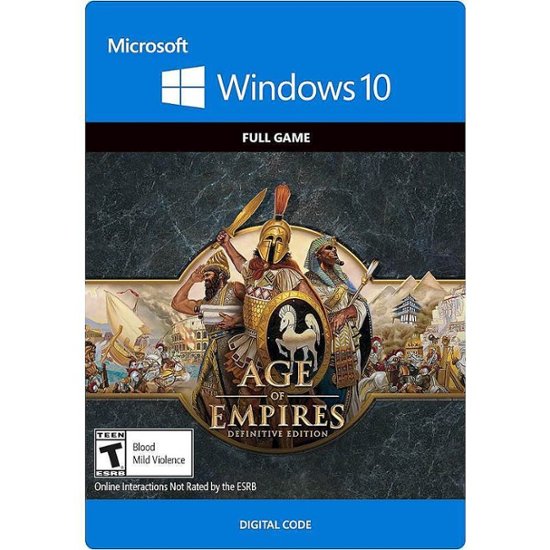 Microsoft
Windows 10
FULL GAME
AGE
OF
EMPIRES
DEFINITIVE EDITION
TEEN
T
ESRB
Blood
Mild Violence
Online Interactions Not Rated by the ESRB
DIGITAL CODE